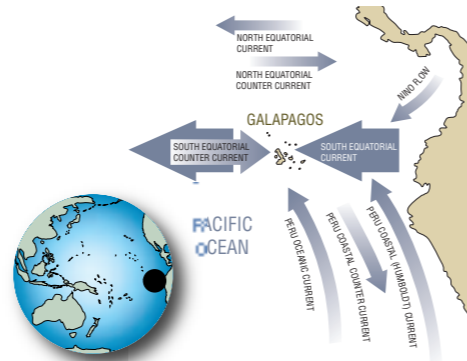 NORTH EQUATORIAL
CURRENT
NORTH EQUATORIAL
COUNTER CURRENT
NINO FLOW
GALAPAGOS
SOUTH EQUATORIAL
COUNTER CURRENT
SOUTH EQUATORIAL
CURRENT
PACIFIC
OCEAN
PERU OCEANIC CURRENT
PERU COASTAL COUNTER CURRENT
PERU COASTAL (HUMBOLDT) CURRENT